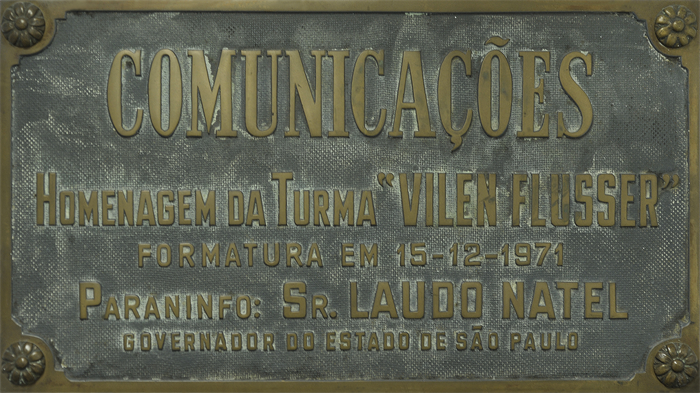 COMUNICAÇÕES
HOMENAGEM DA TURMA "VILEN FLUSSER"
FORMATURA EM 15-12-1971
PARANINFO: SR. LAUDO NATEL
GOVERNADOR DO ESTADO DE SÃO PAULO